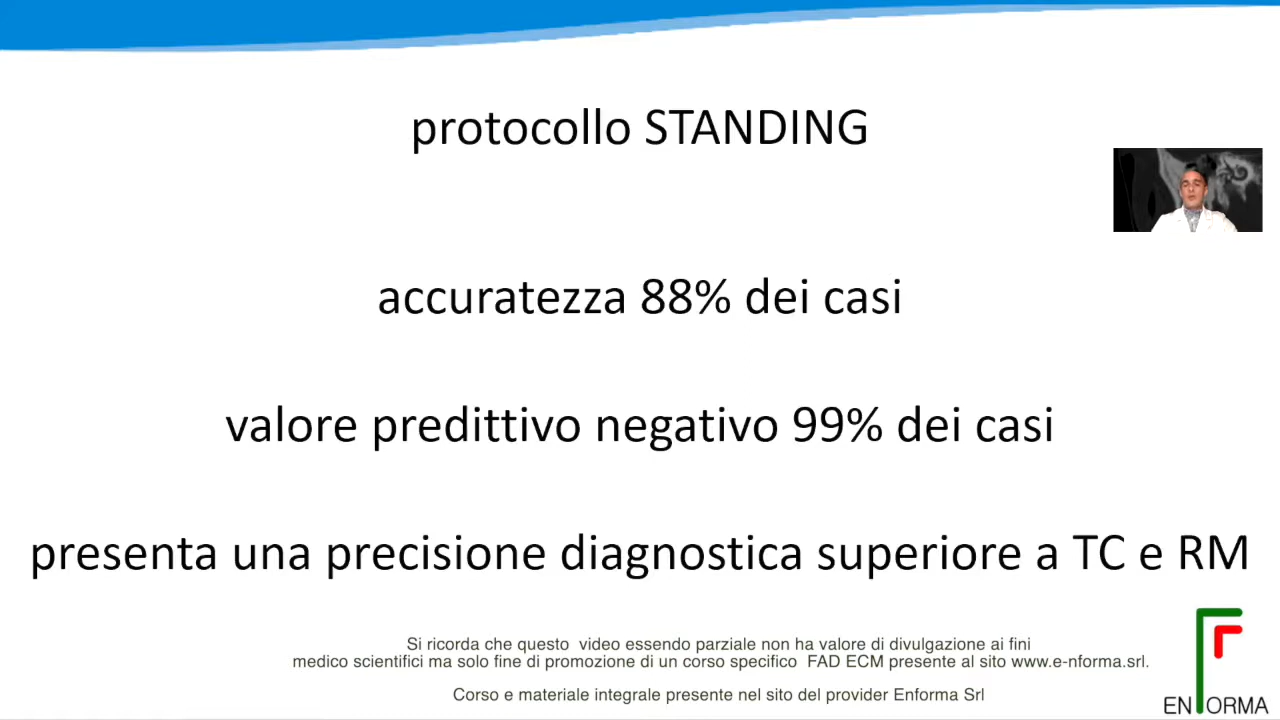 protocollo STANDING
accuratezza 88% dei casi
valore predittivo negativo 99% dei casi
presenta una precisione diagnostica superiore a TC e RM
Si ricorda che questo video essendo parziale non ha valore di divulgazione ai fini
medico scientifici ma solo fine di promozione di un corso specifico FAD ECM presente al sito www.e-nforma.srl.
Corso e materiale integrale presente nel sito del provider Enforma Srl
ENFORMA